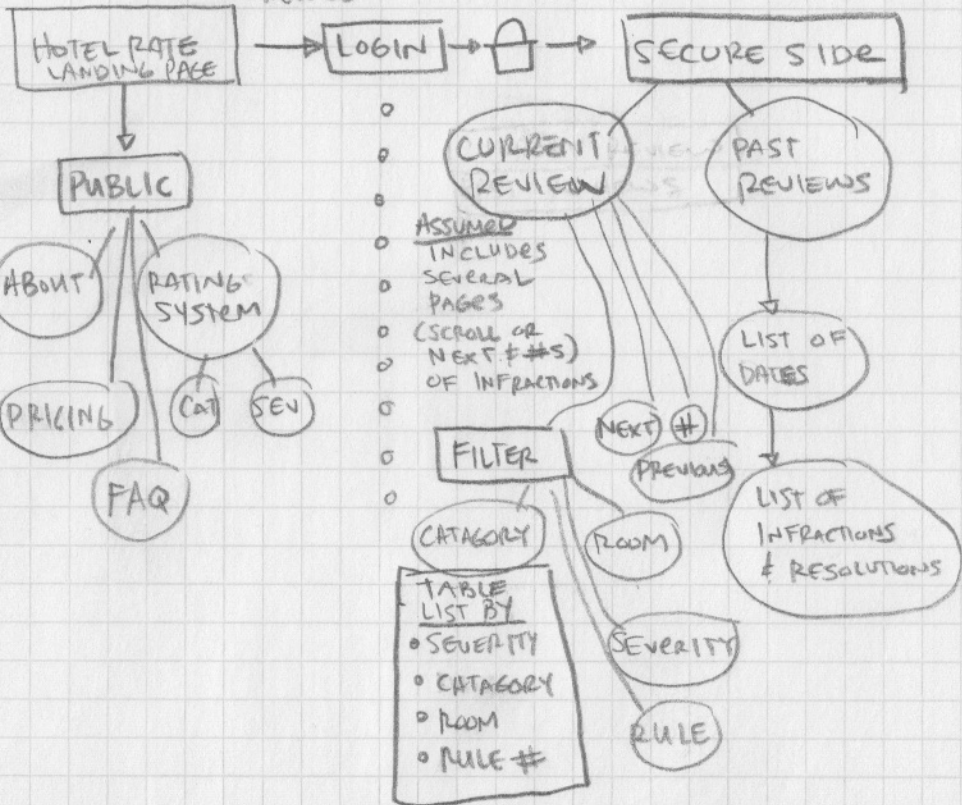 HOTEL RATE
LANDING PAGE
LOGIN
SECURE SIDE
PUBLIC
ABOUT
RATING
SYSTEM
PRICING
CAT
SEV
FAQ
CURRENT
REVIEW
PAST
REVIEWS
ASSUMED
INCLUDES
SEVERAL
PAGES
(SCROLL OR
NEXT & #S)
OF INFRACTIONS
NEXT
#
PREVIOUS
LIST OF
DATES
FILTER
CATAGORY
ROOM
LIST OF
INFRACTIONS
& RESOLUTIONS
TABLE
LIST BY
• SEVERITY
• CATAGORY
• ROOM
• RULE #
SEVERITY
RULE